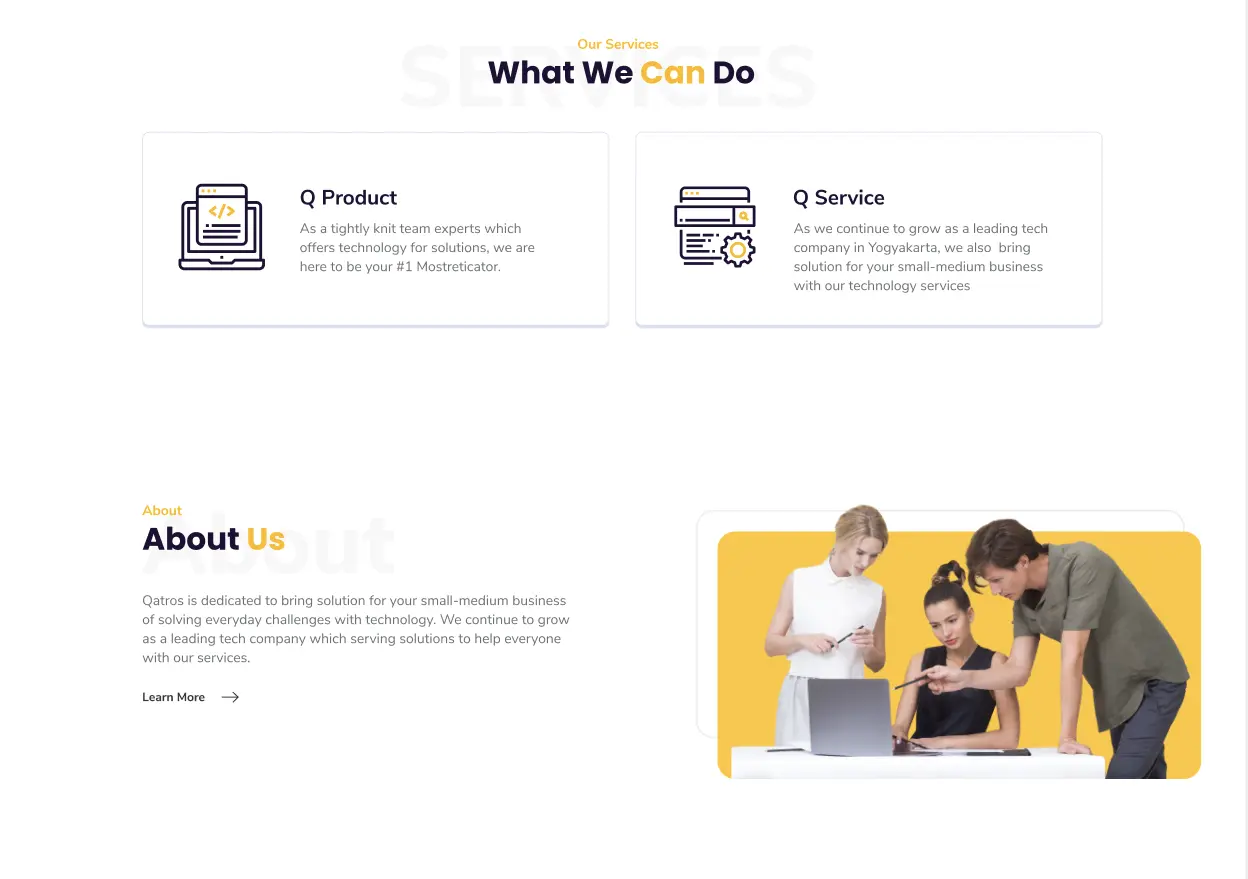 Our Services
SERVICES
What We Can Do
Q Product
As a tightly knit team experts which
offers technology for solutions, we are
here to be your #1 Mostreticator.
</>
Q Service
As we continue to grow as a leading tech
company in Yogyakarta, we also  bring
solution for your small-medium business
with our technology services
About
About
About Us
Qatros is dedicated to bring solution for your small-medium business
of solving everyday challenges with technology. We continue to grow
as a leading tech company which serving solutions to help everyone
with our services.
Learn More